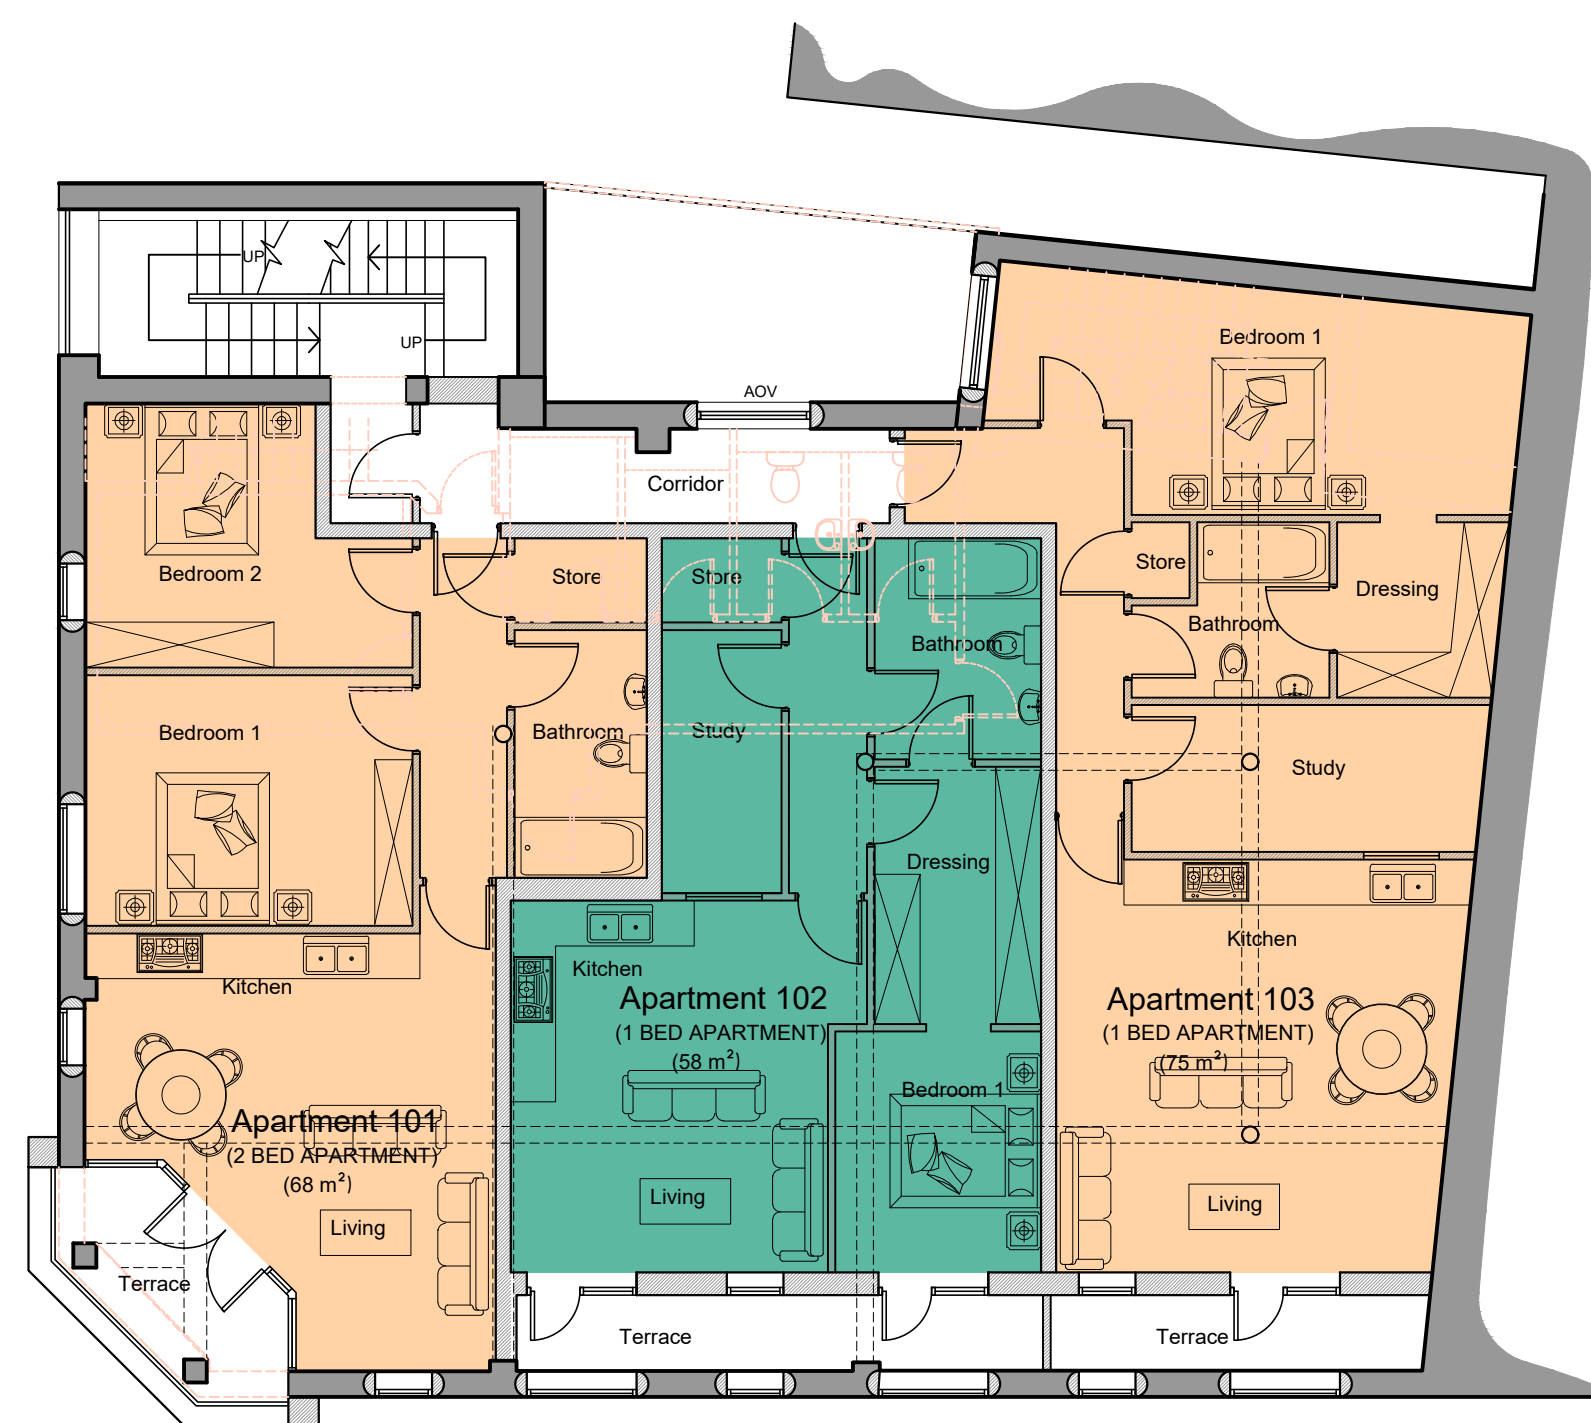 UP
UP
AOV
Bedroom 1
Corridor
Bedroom 2
Store
Store
Store
Dressing
Bathroom
Bathroom
Bedroom 1
Bathroom
Study
Study
Dressing
Kitchen
Kitchen
Kitchen
Apartment 102
(1 BED APARTMENT)
(58 m²)
Apartment 103
(1 BED APARTMENT)
(75 m²)
Bedroom 1
Apartment 101
(2 BED APARTMENT)
(68 m²)
Living
Living
Living
Terrace
Terrace
Terrace